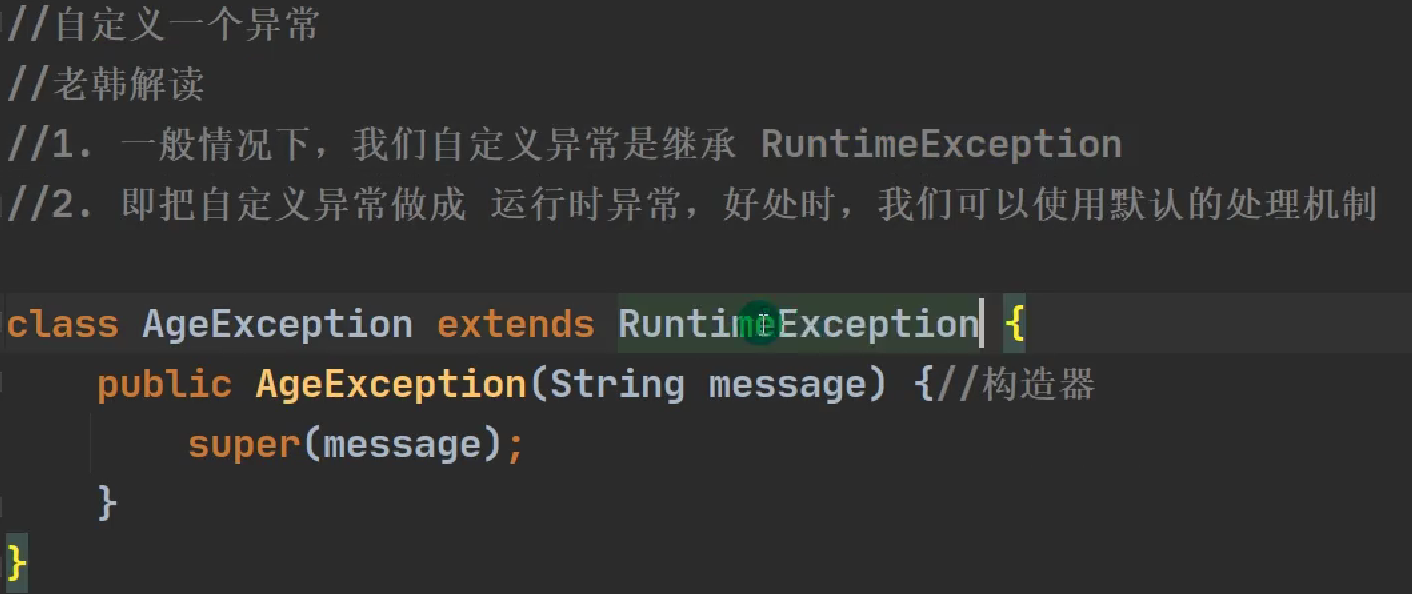 //自定义一个异常
//老韩解读
//1. 一般情况下，我们自定义异常是继承 RuntimeException
//2. 即把自定义异常做成 运行时异常，好处时，我们可以使用默认的处理机制
class AgeException extends RuntimeException {
    public AgeException(String message) {//构造器
        super(message);
    }
}